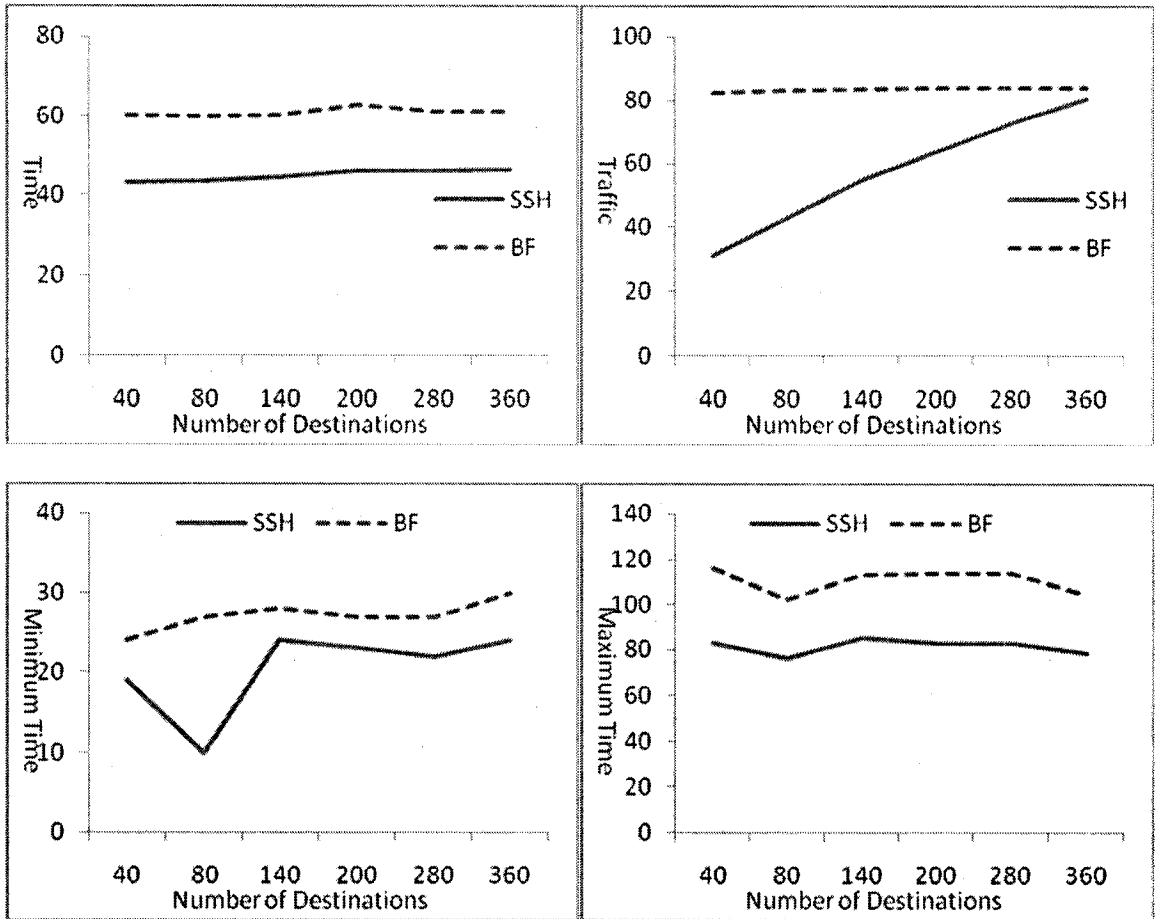 80
60
40
20
0
Time
SSH
BF
40 80 140 200 280 360
Number of Destinations
100
80
60
40
20
0
Traffic
SSH
BF
40 80 140 200 280 360
Number of Destinations
40
30
20
10
0
Minimum Time
SSH BF
40 80 140 200 280 360
Number of Destinations
140
120
100
80
60
40
20
0
Maximum Time
SSH BF
40 80 140 200 280 360
Number of Destinations